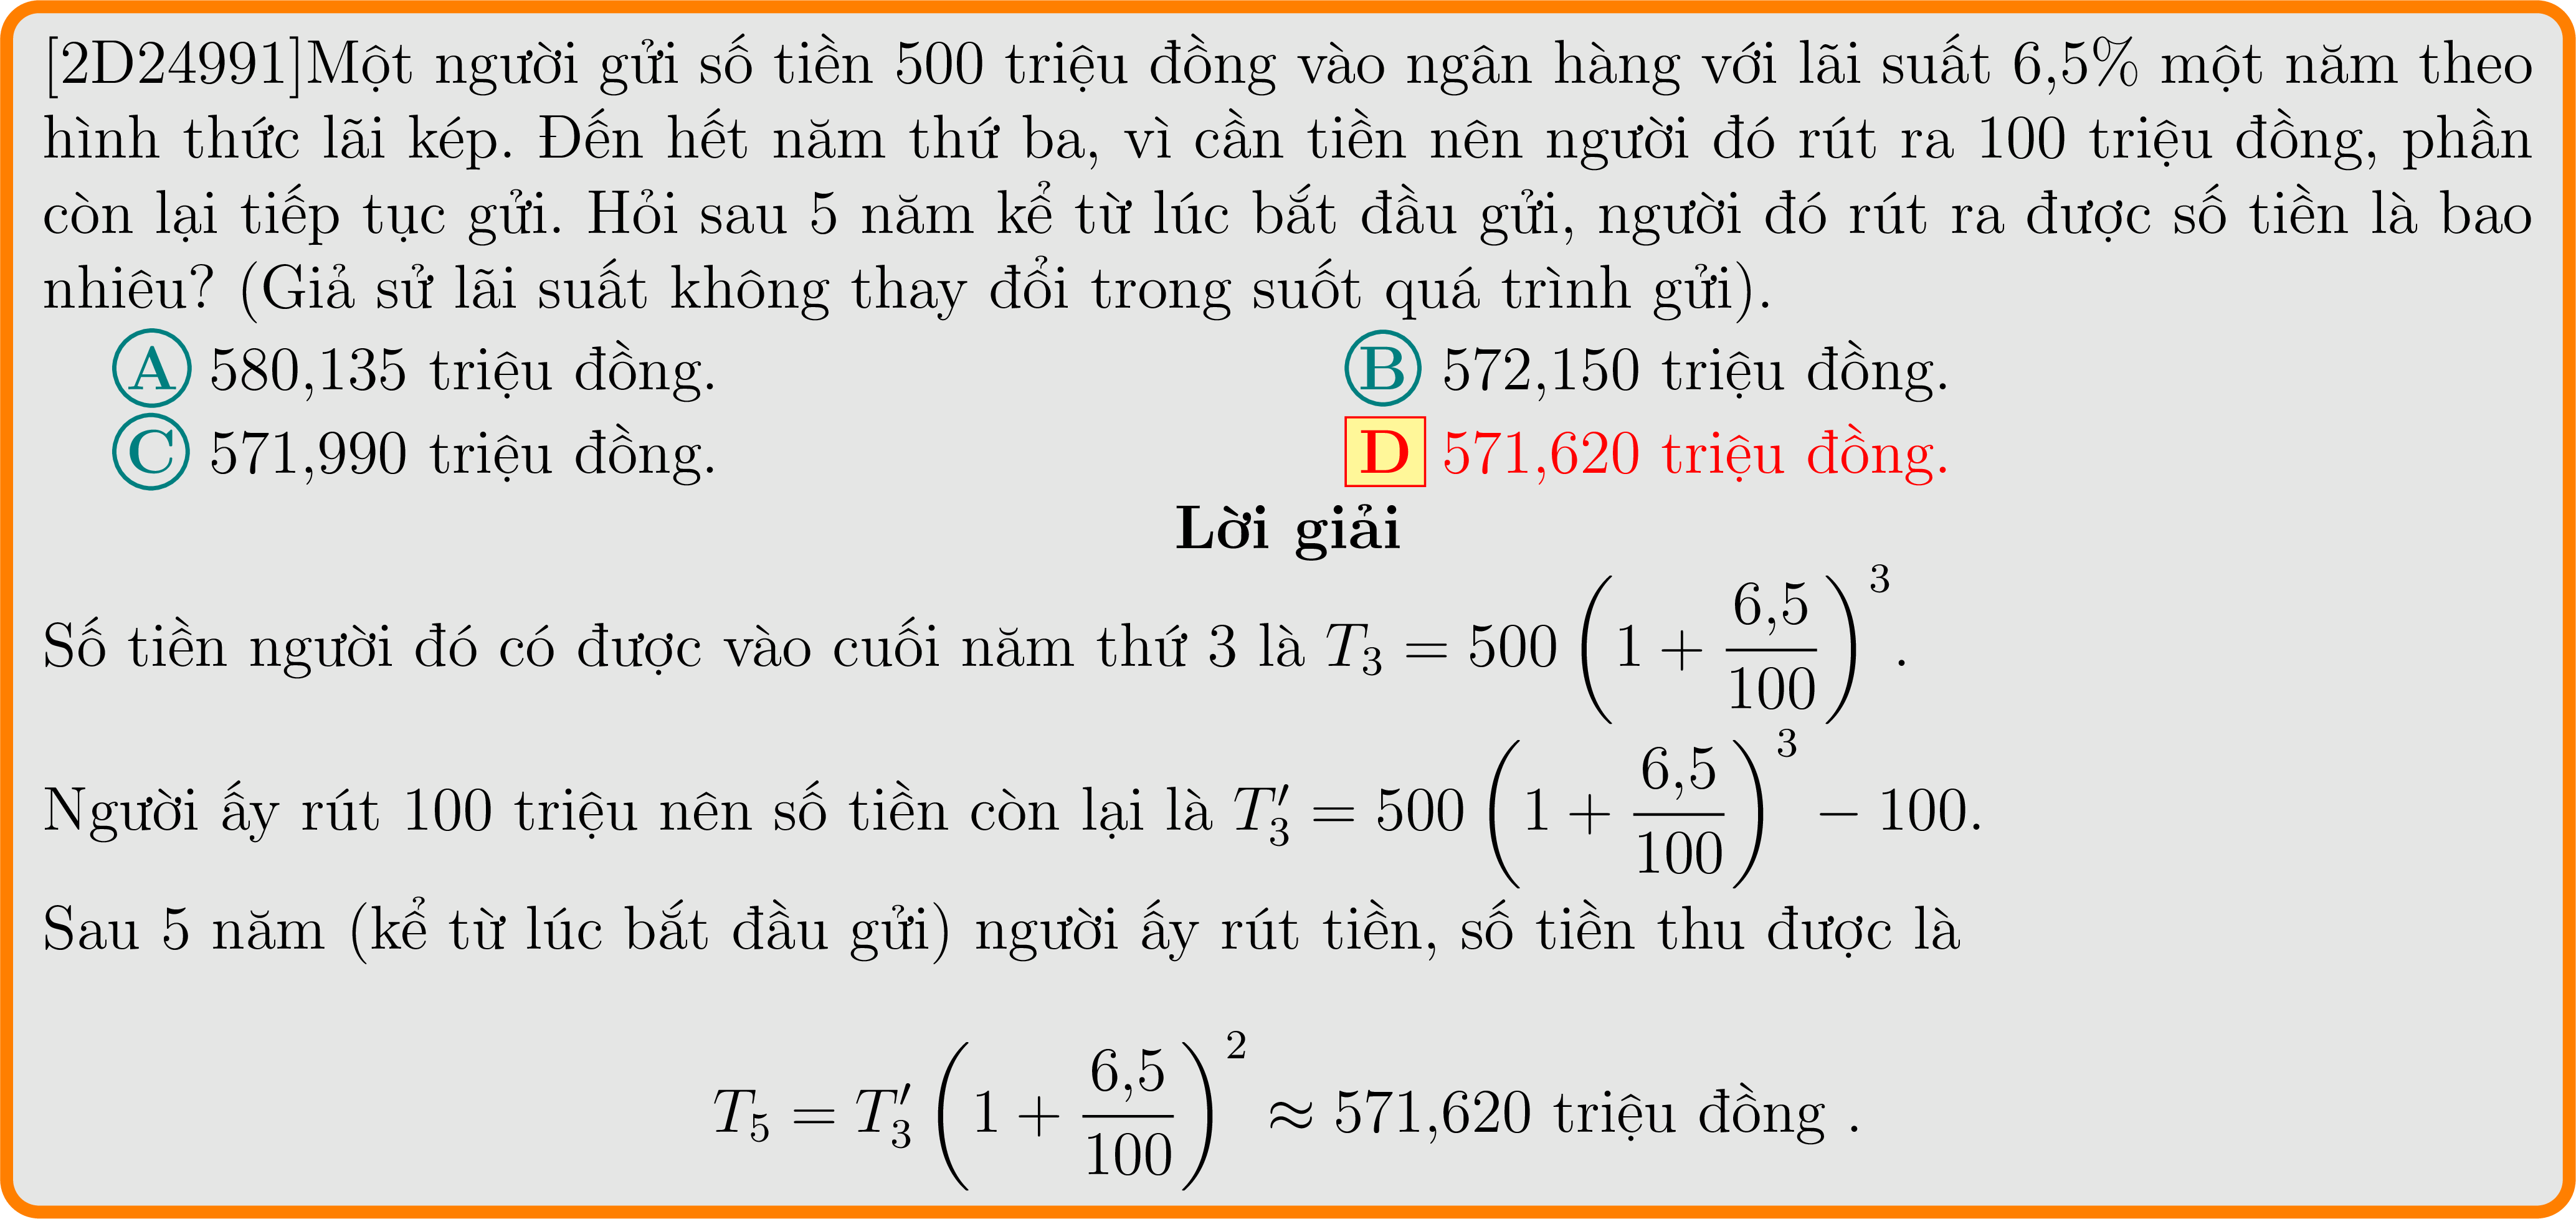 [2D24991]Một người gửi số tiền 500 triệu đồng vào ngân hàng với lãi suất 6,5% một năm theo
hình thức lãi kép. Đến hết năm thứ ba, vì cần tiền nên người đó rút ra 100 triệu đồng, phần
còn lại tiếp tục gửi. Hỏi sau 5 năm kể từ lúc bắt đầu gửi, người đó rút ra được số tiền là bao
nhiêu? (Giả sử lãi suất không thay đổi trong suốt quá trình gửi).
A 580,135 triệu đồng. B 572,150 triệu đồng.
C 571,990 triệu đồng. D 571,620 triệu đồng.
Lời giải
Số tiền người đó có được vào cuối năm thứ 3 là $T_3 = 500\left(1 + \frac{6,5}{100}\right)^3$.
Người ấy rút 100 triệu nên số tiền còn lại là $T_3' = 500\left(1 + \frac{6,5}{100}\right)^3 - 100$.
Sau 5 năm (kể từ lúc bắt đầu gửi) người ấy rút tiền, số tiền thu được là
$T_5 = T_3'\left(1 + \frac{6,5}{100}\right)^2 \approx 571,620$ triệu đồng .